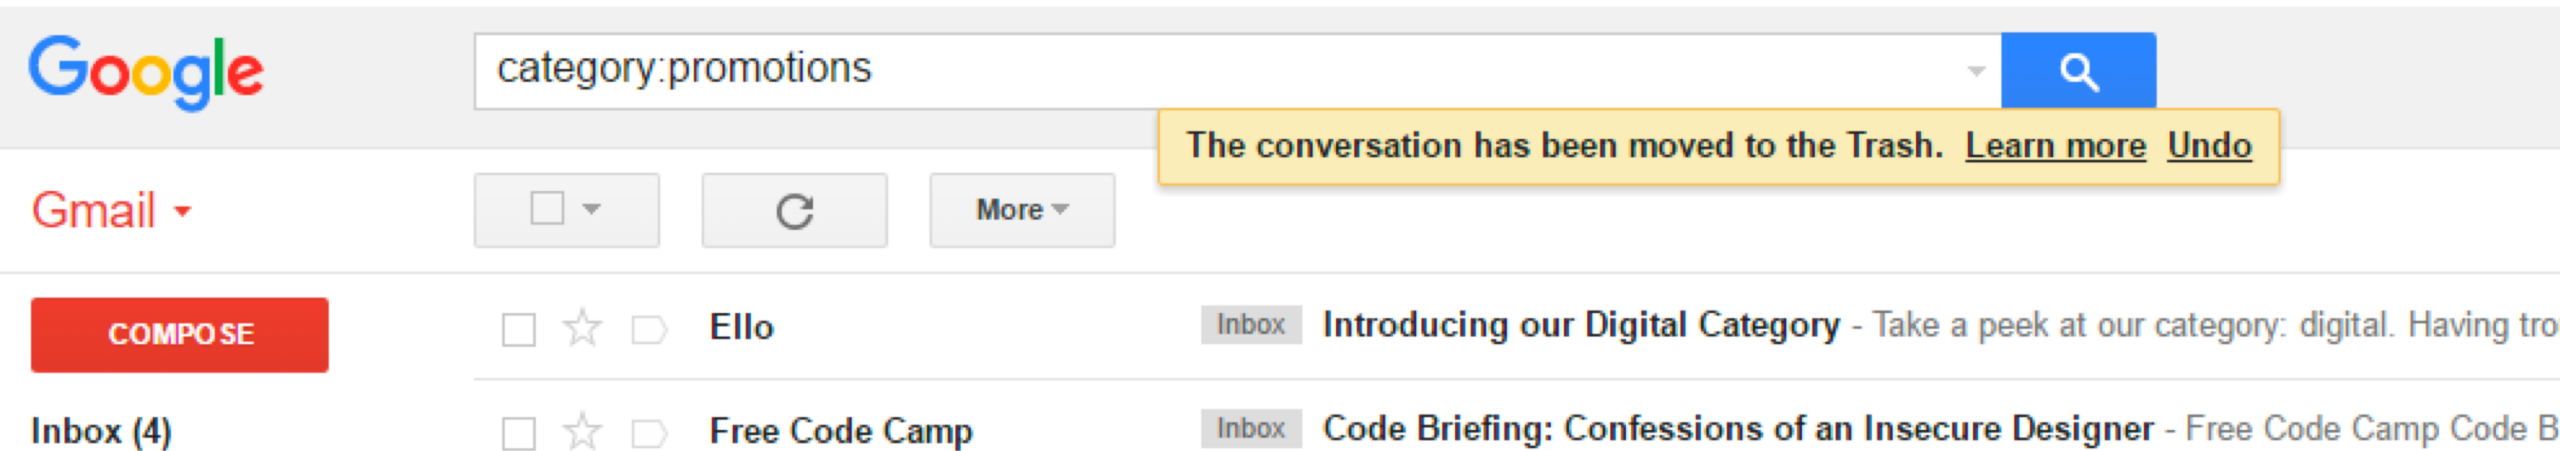 Google
category:promotions
The conversation has been moved to the Trash. Learn more Undo
Gmail
More
COMPOSE
Ello Inbox Introducing our Digital Category - Take a peek at our category: digital. Having
Inbox (4)
Free Code Camp Inbox Code Briefing: Confessions of an Insecure Designer - Free Code Camp Code